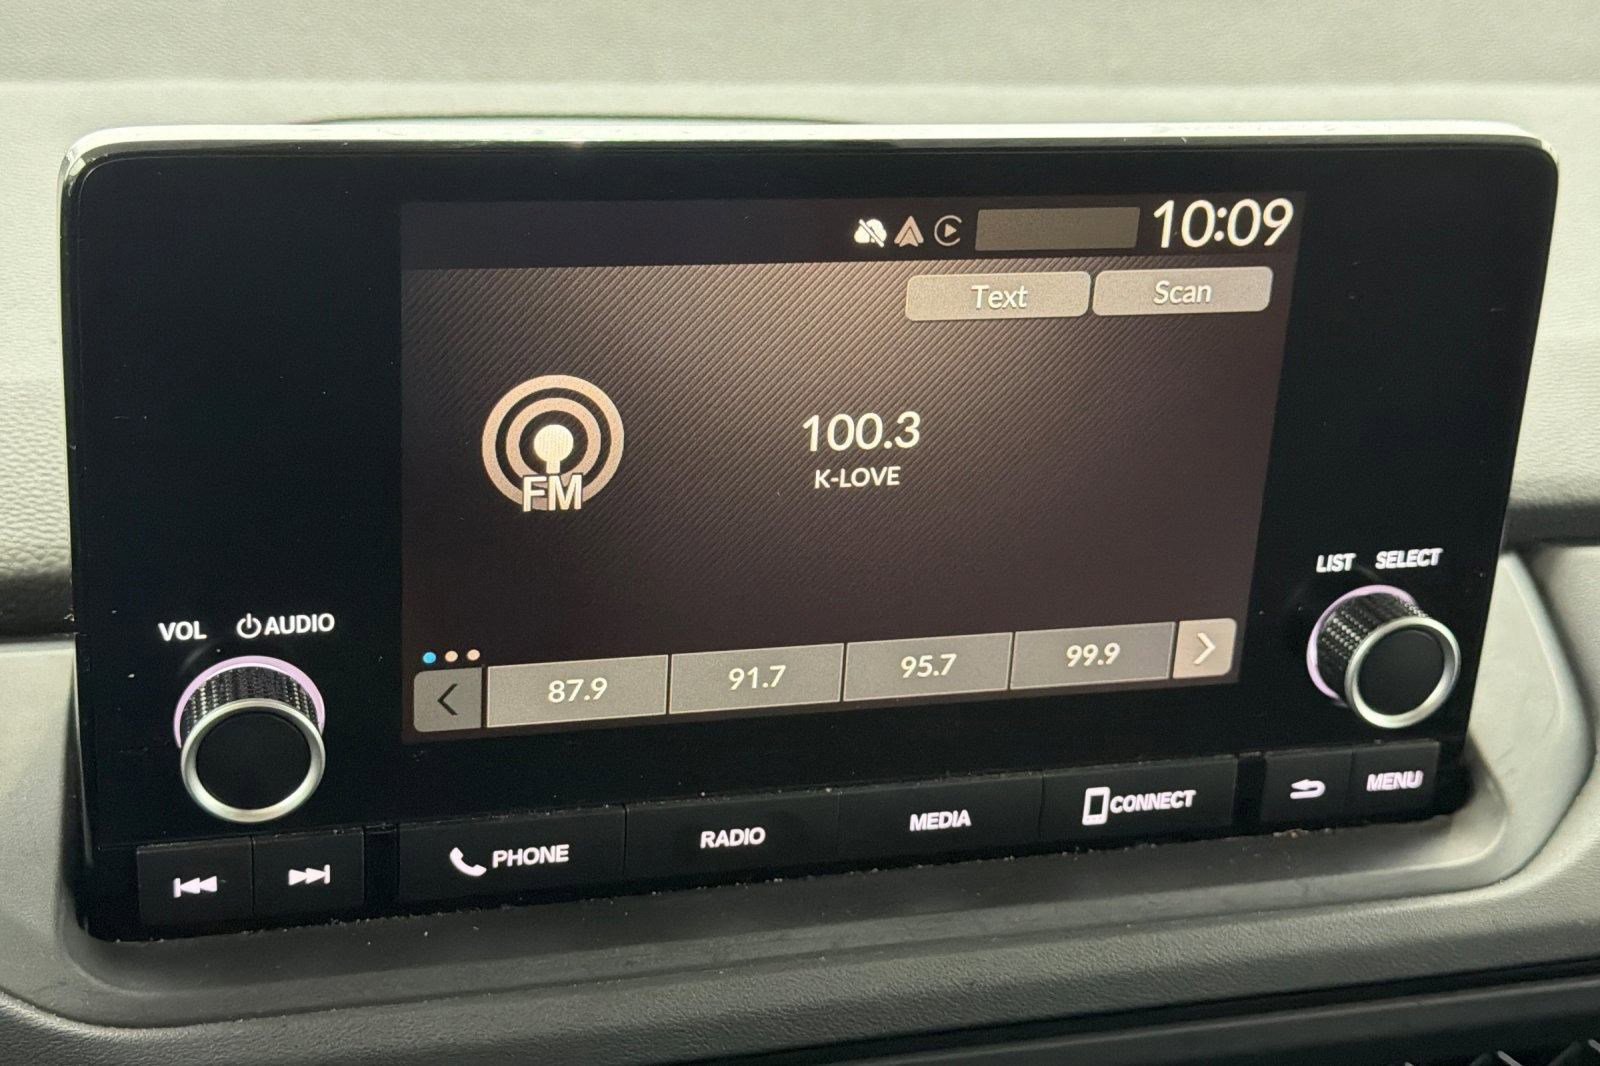 10:09
Text Scan
FM
100.3
K-LOVE
LIST SELECT
VOL AUDIO
87.9 91.7 95.7 99.9
PHONE RADIO MEDIA CONNECT MENU